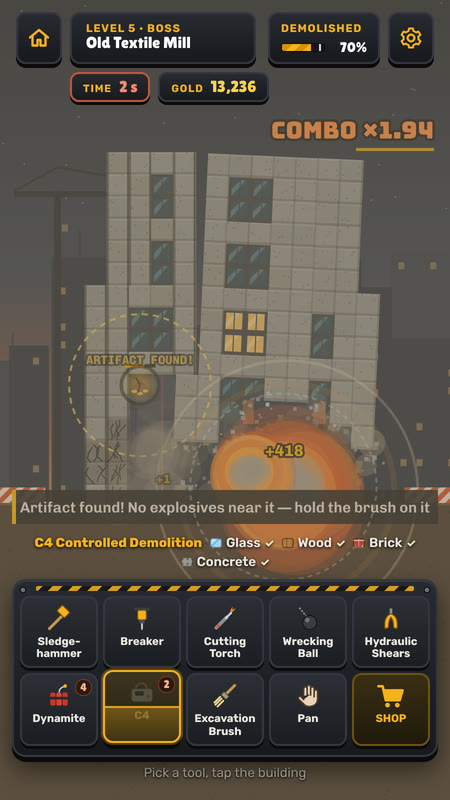 LEVEL 5 · BOSS
Old Textile Mill
DEMOLISHED
70%
TIME 2 s
GOLD 13,236
COMBO ×1.94
ARTIFACT FOUND!
+418
+1
Artifact found! No explosives near it — hold the brush on it
C4 Controlled Demolition Glass ✓ Wood ✓ Brick ✓
Concrete ✓
Sledge-
hammer
Breaker
Cutting
Torch
Wrecking
Ball
Hydraulic
Shears
4
Dynamite
2
C4
Excavation
Brush
Pan
SHOP
Pick a tool, tap the building